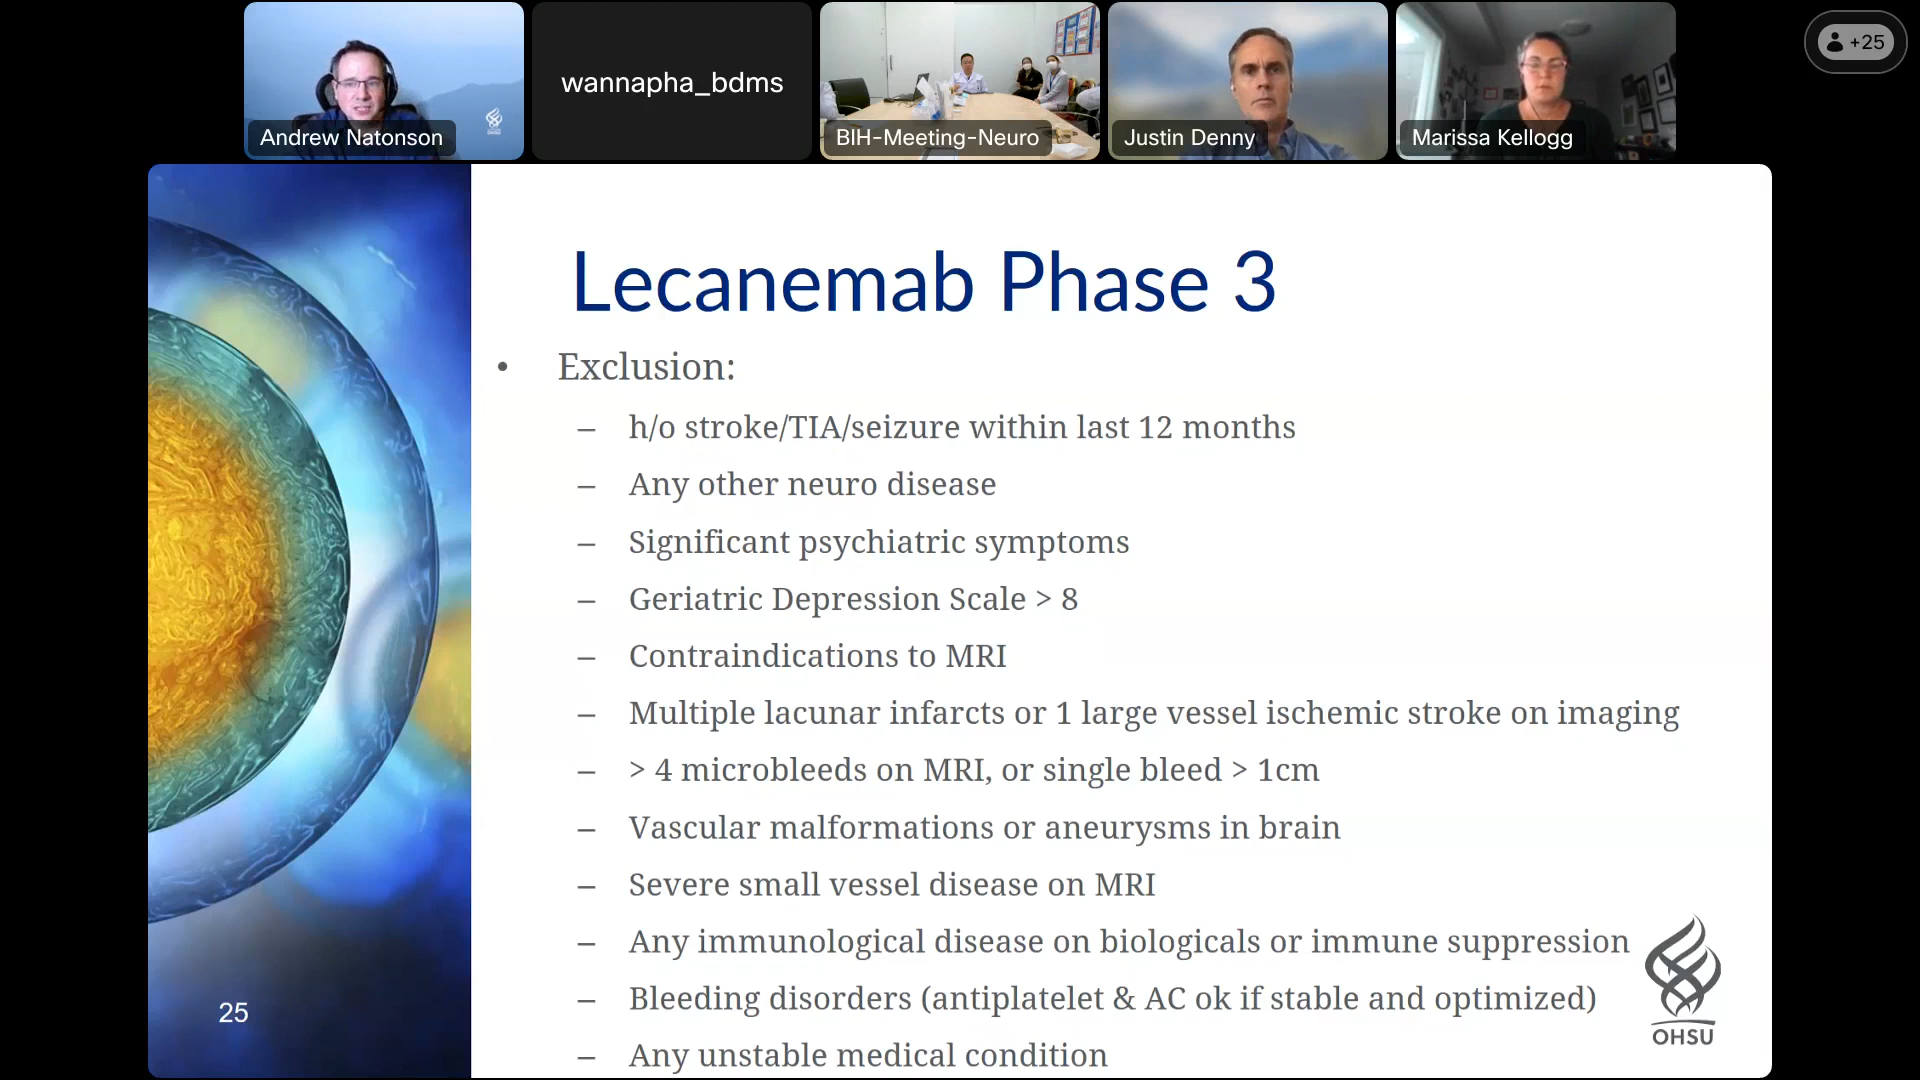 Andrew Natonson
wannapha_bdms
BIH-Meeting-Neuro
Justin Denny
Marissa Kellogg
+25
Lecanemab Phase 3
• Exclusion:
– h/o stroke/TIA/seizure within last 12 months
– Any other neuro disease
– Significant psychiatric symptoms
– Geriatric Depression Scale > 8
– Contraindications to MRI
– Multiple lacunar infarcts or 1 large vessel ischemic stroke on imaging
– > 4 microbleeds on MRI, or single bleed > 1cm
– Vascular malformations or aneurysms in brain
– Severe small vessel disease on MRI
– Any immunological disease on biologicals or immune suppression
– Bleeding disorders (antiplatelet & AC ok if stable and optimized)
– Any unstable medical condition
25
OHSU